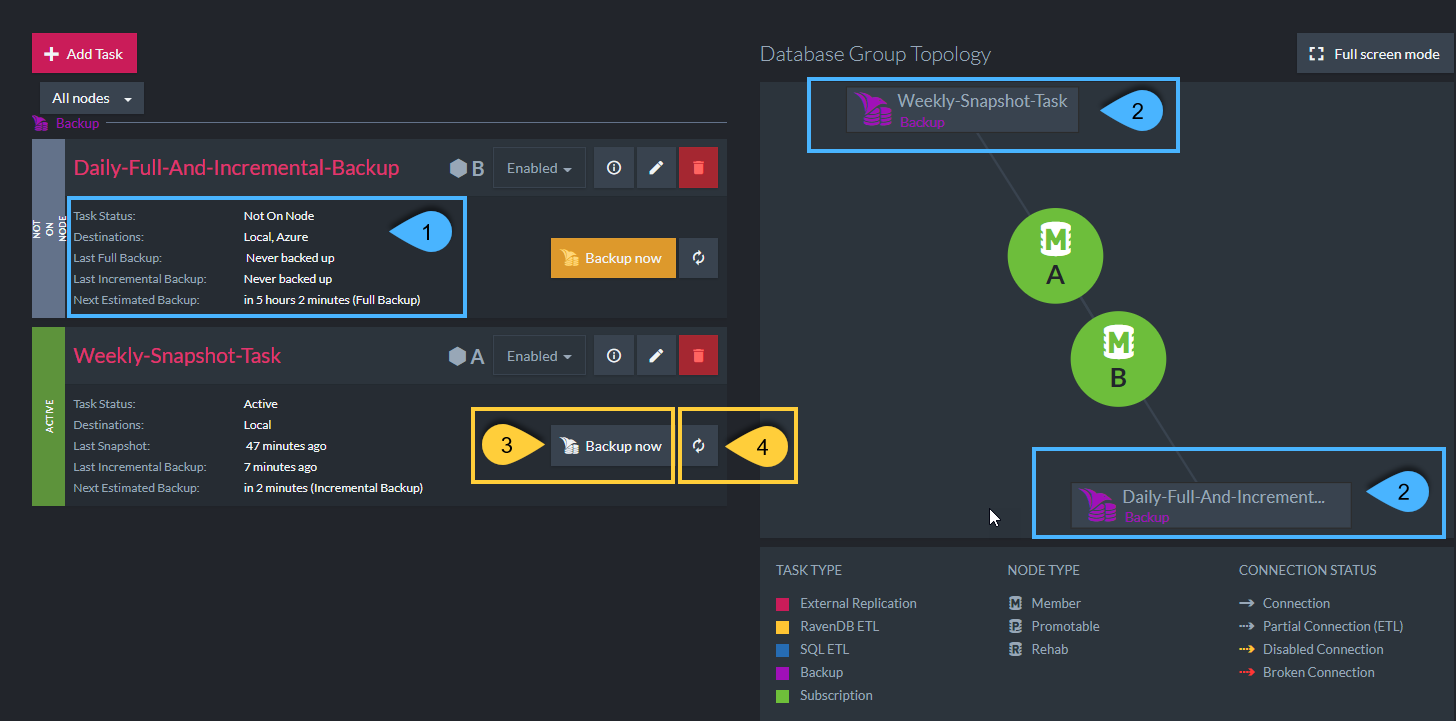 Add Task
All nodes
Backup
NOT ON NODE
Daily-Full-And-Incremental-Backup
B
Enabled
Task Status: Not On Node
Destinations: Local, Azure
Last Full Backup: Never backed up
Last Incremental Backup: Never backed up
Next Estimated Backup: in 5 hours 2 minutes (Full Backup)
1
Backup now
ACTIVE
Weekly-Snapshot-Task
A
Enabled
Task Status: Active
Destinations: Local
Last Snapshot: 47 minutes ago
Last Incremental Backup: 7 minutes ago
Next Estimated Backup: in 2 minutes (Incremental Backup)
3
Backup now
4
Database Group Topology
Full screen mode
Weekly-Snapshot-Task
Backup
2
M
A
M
B
Daily-Full-And-Increment...
Backup
2
TASK TYPE
External Replication
RavenDB ETL
SQL ETL
Backup
Subscription
NODE TYPE
M Member
P Promotable
R Rehab
CONNECTION STATUS
Connection
Partial Connection (ETL)
Disabled Connection
Broken Connection